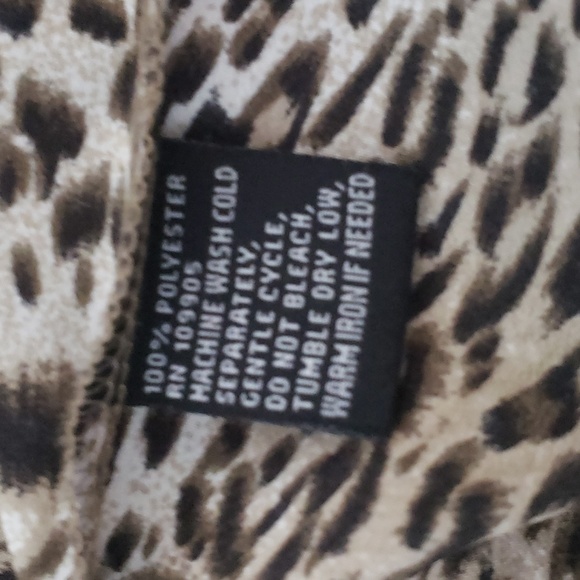 100% POLYESTER
RN 109905
MACHINE WASH COLD
SEPARATELY,
GENTLE CYCLE,
DO NOT BLEACH,
TUMBLE DRY LOW,
WARM IRON IF NEEDED